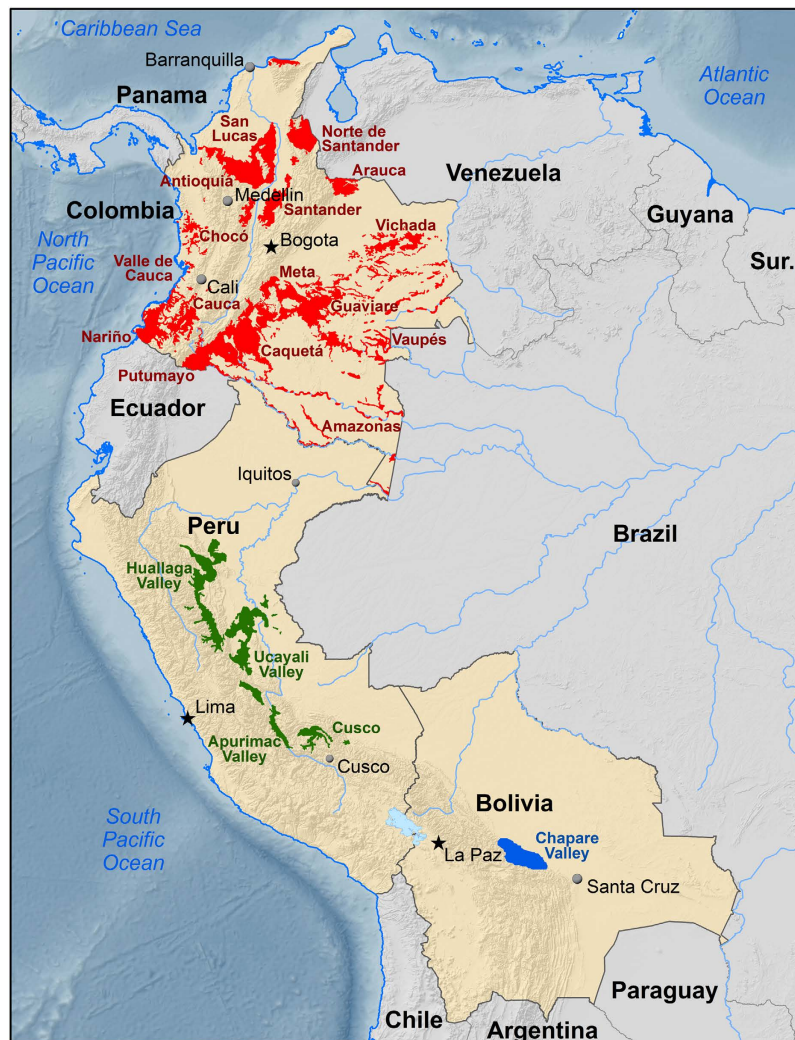 Caribbean Sea
Barranquilla
Panama
Atlantic
Ocean
San
Lucas
Norte de
Santander
Arauca
Venezuela
Antioquia
Medellin
Santander
Colombia
Guyana
Chocó
Bogota
Vichada
North
Pacific
Ocean
Sur.
Valle de
Cauca
Cali
Meta
Cauca
Guaviare
Nariño
Vaupés
Caquetá
Putumayo
Ecuador
Amazonas
Iquitos
Peru
Brazil
Huallaga
Valley
Ucayali
Valley
Lima
Apurimac
Valley
Cusco
Cusco
South
Pacific
Ocean
Bolivia
La Paz
Chapare
Valley
Santa Cruz
Paraguay
Chile
Argentina